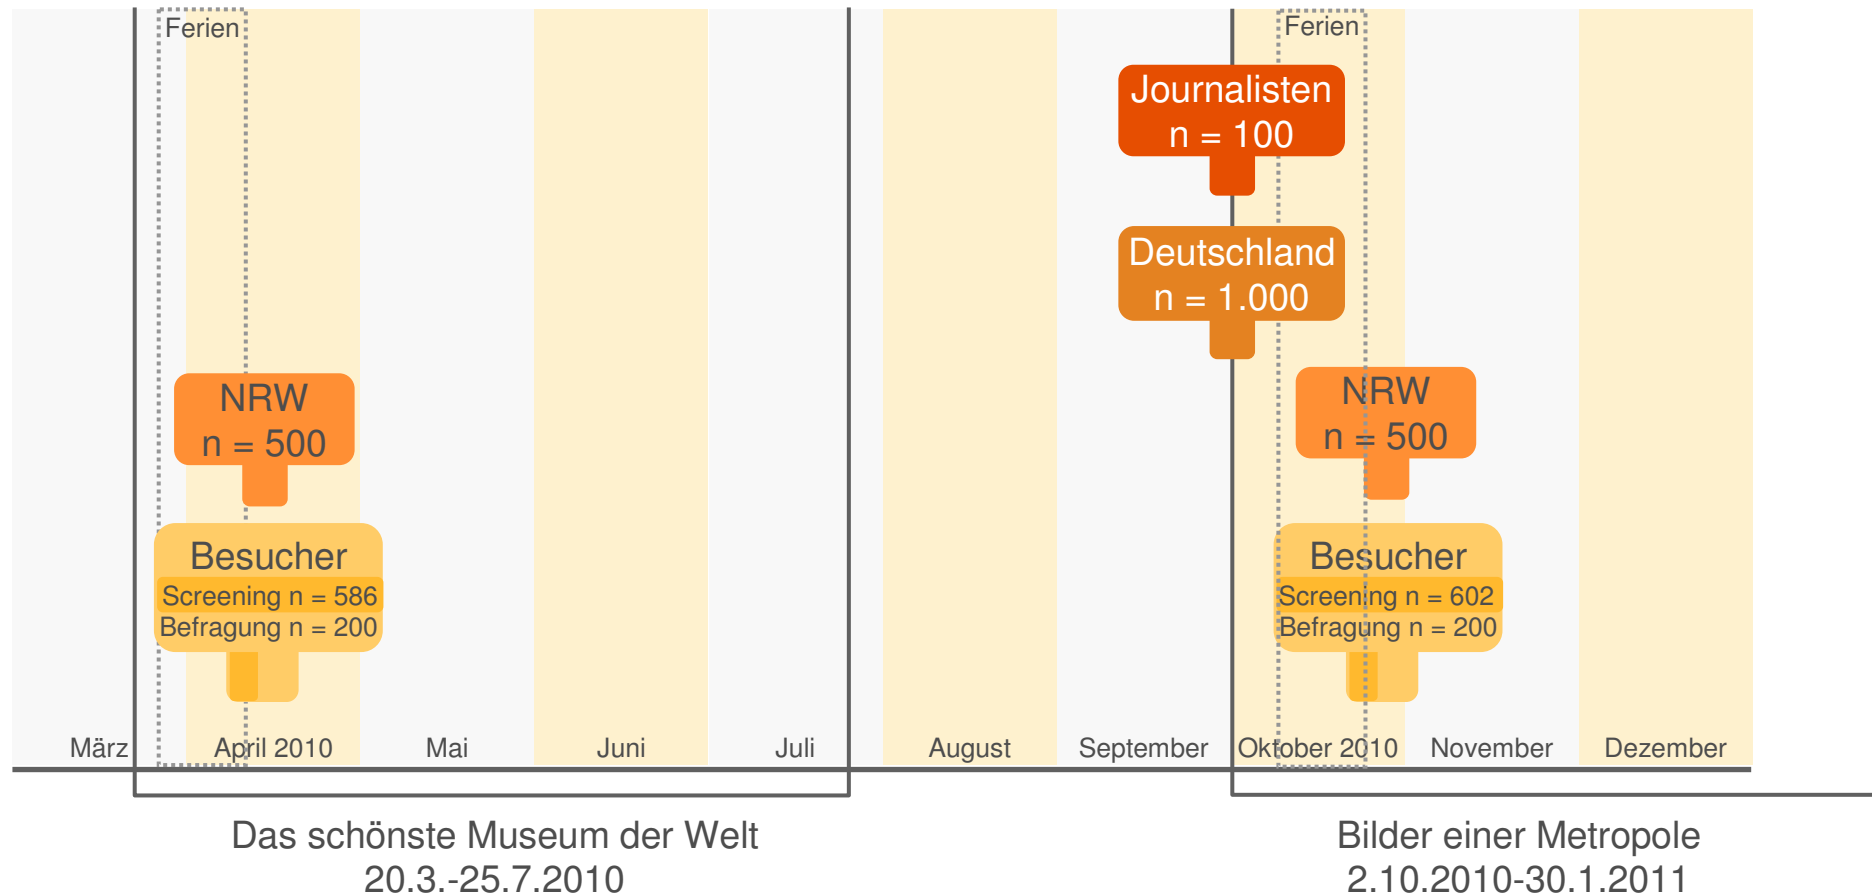 Ferien
Ferien
Journalisten
n = 100
Deutschland
n = 1.000
NRW
n = 500
NRW
n = 500
Besucher
Screening n = 586
Befragung n = 200
Besucher
Screening n = 602
Befragung n = 200
März
April 2010
Mai
Juni
Juli
August
September
Oktober 2010
November
Dezember
Das schönste Museum der Welt
20.3.-25.7.2010
Bilder einer Metropole
2.10.2010-30.1.2011